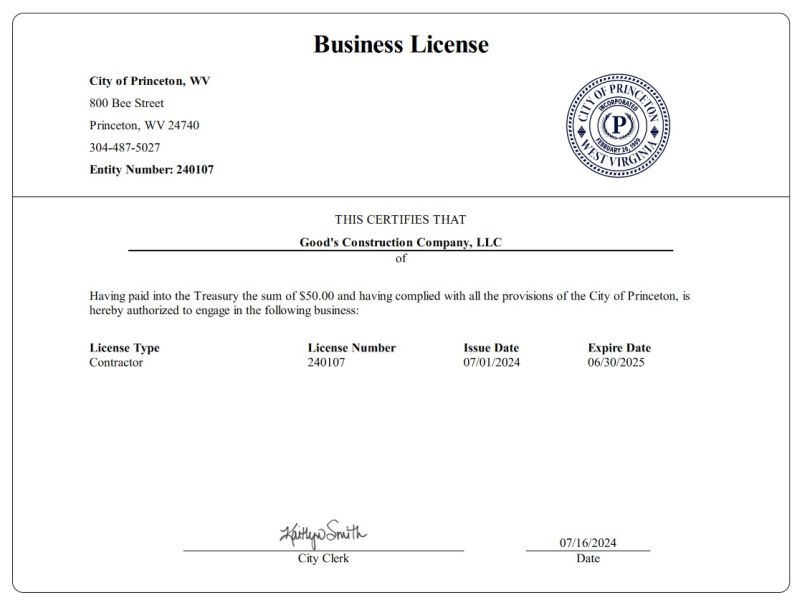 Business License
City of Princeton, WV
800 Bee Street
Princeton, WV 24740
304-487-5027
Entity Number: 240107
CITY OF PRINCETON
INCORPORATED
P
FEBRUARY 16, 1909
WEST VIRGINIA
THIS CERTIFIES THAT
Good's Construction Company, LLC
of
Having paid into the Treasury the sum of $50.00 and having complied with all the provisions of the City of Princeton, is
hereby authorized to engage in the following business:
License Type License Number Issue Date Expire Date
Contractor 240107 07/01/2024 06/30/2025
Kaitlyn Smith
07/16/2024
City Clerk Date